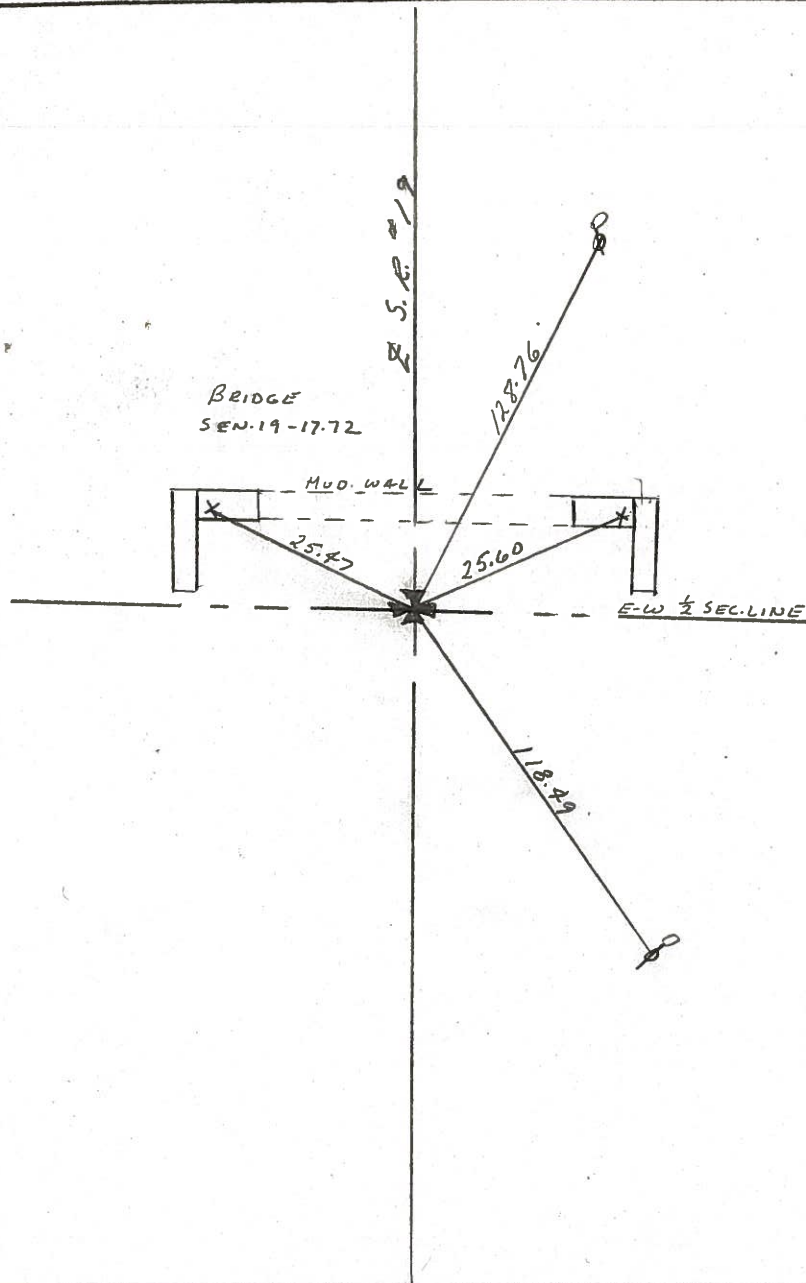 ℄ S.R. #19
128.76
BRIDGE
SEN.19-17.72
MUD. WALL
25.47
25.60
E-W ½ SEC.LINE
118.49